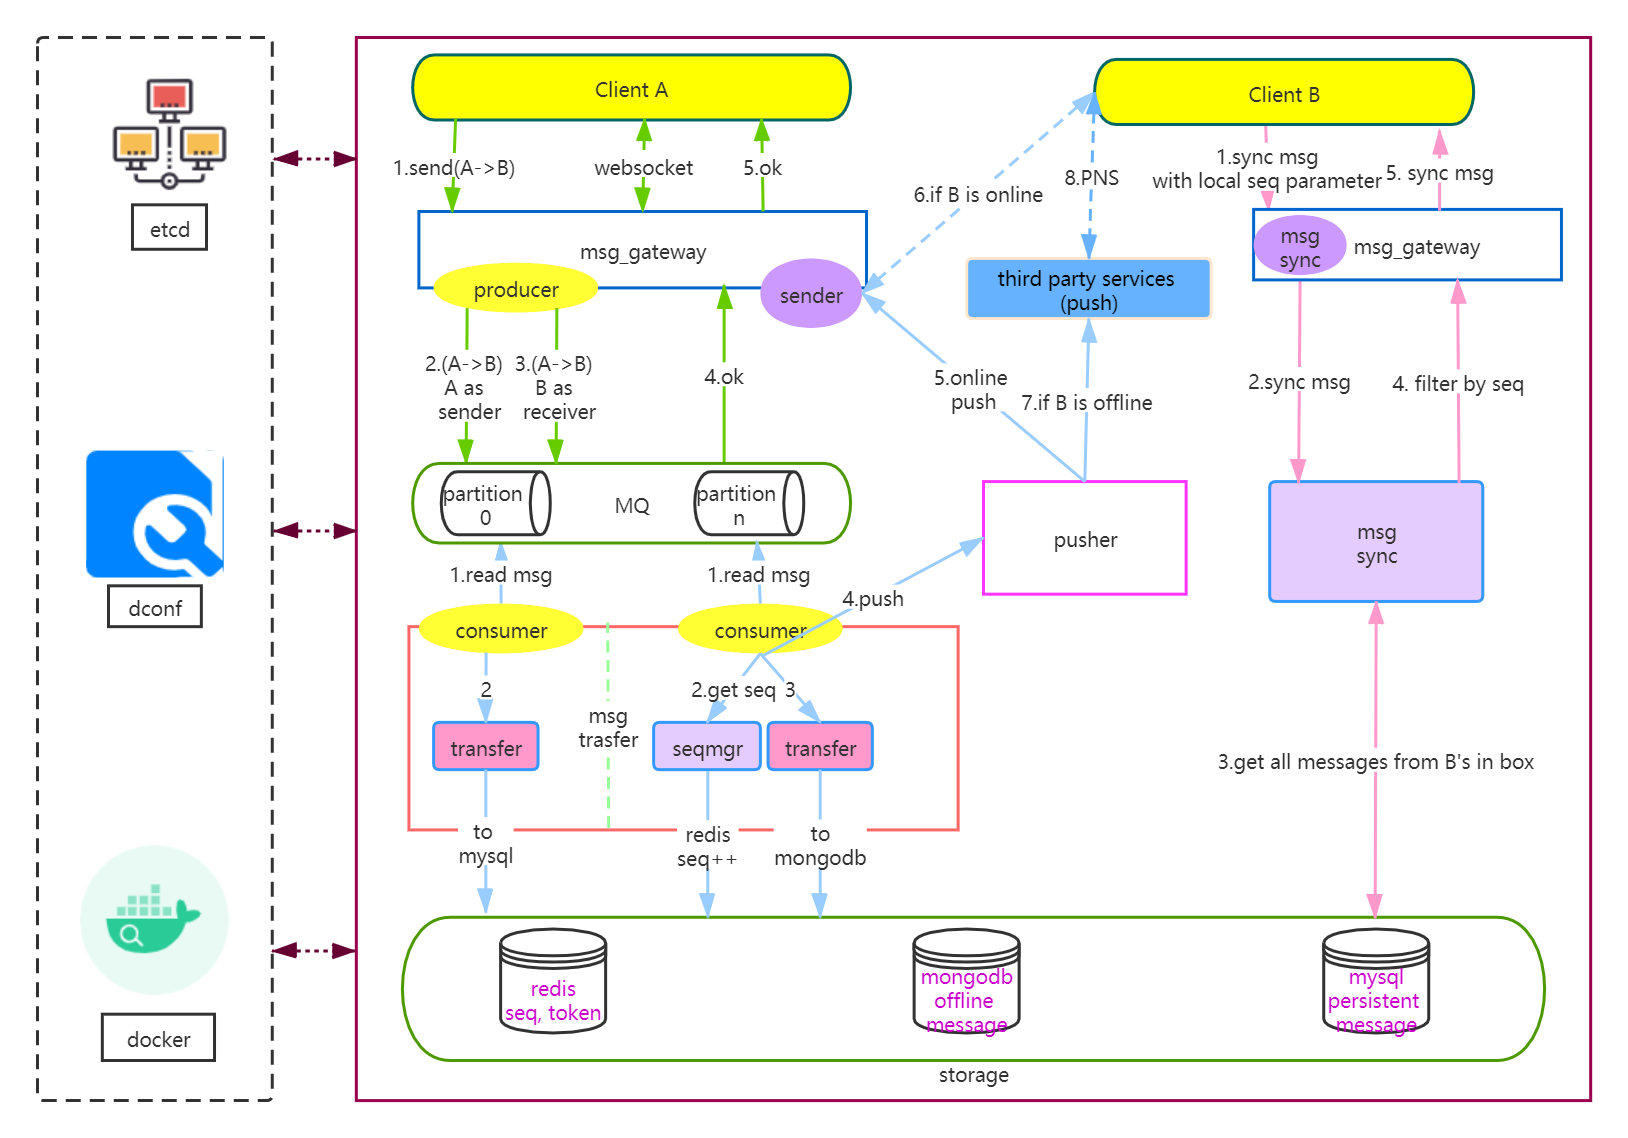 etcd
dconf
docker
Client A
1.send(A->B)
websocket
5.ok
msg_gateway
producer
sender
2.(A->B)
A as
sender
3.(A->B)
B as
receiver
4.ok
partition
0
MQ
partition
n
1.read msg
1.read msg
consumer
consumer
4.push
2
2.get seq
3
msg
trasfer
transfer
seqmgr
transfer
to
mysql
redis
seq++
to
mongodb
Client B
6.if B is online
8.PNS
third party services
(push)
5.online
push
7.if B is offline
pusher
1.sync msg
with local seq parameter
5. sync msg
msg
sync
msg_gateway
2.sync msg
4. filter by seq
msg
sync
3.get all messages from B's in box
redis
seq, token
mongodb
offline
message
mysql
persistent
message
storage